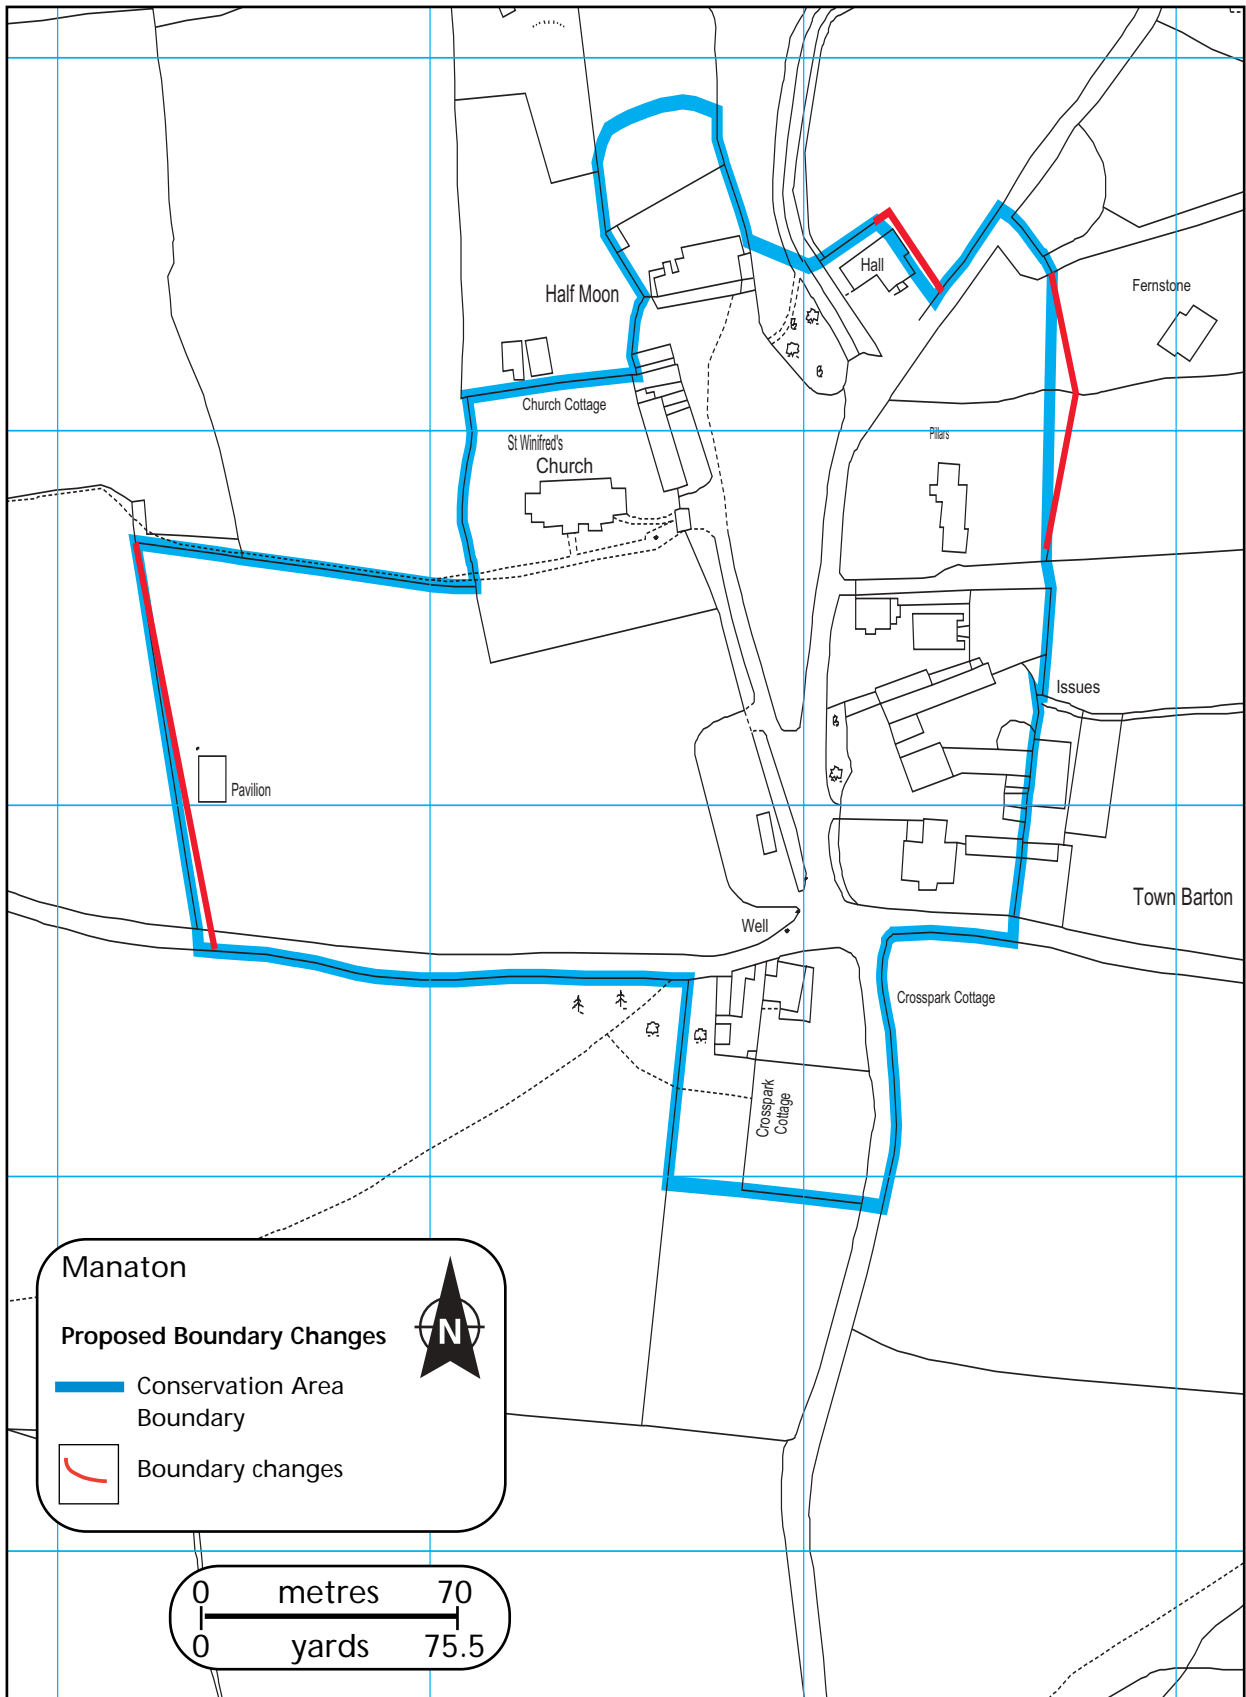 Hall
Half Moon
Fernstone
Church Cottage
St Winifred's
Church
Pillars
Issues
Pavilion
Town Barton
Well
Crosspark Cottage
Crosspark
Cottage
Manaton
N
Proposed Boundary Changes
Conservation Area
Boundary
Boundary changes
0 metres 70
0 yards 75.5